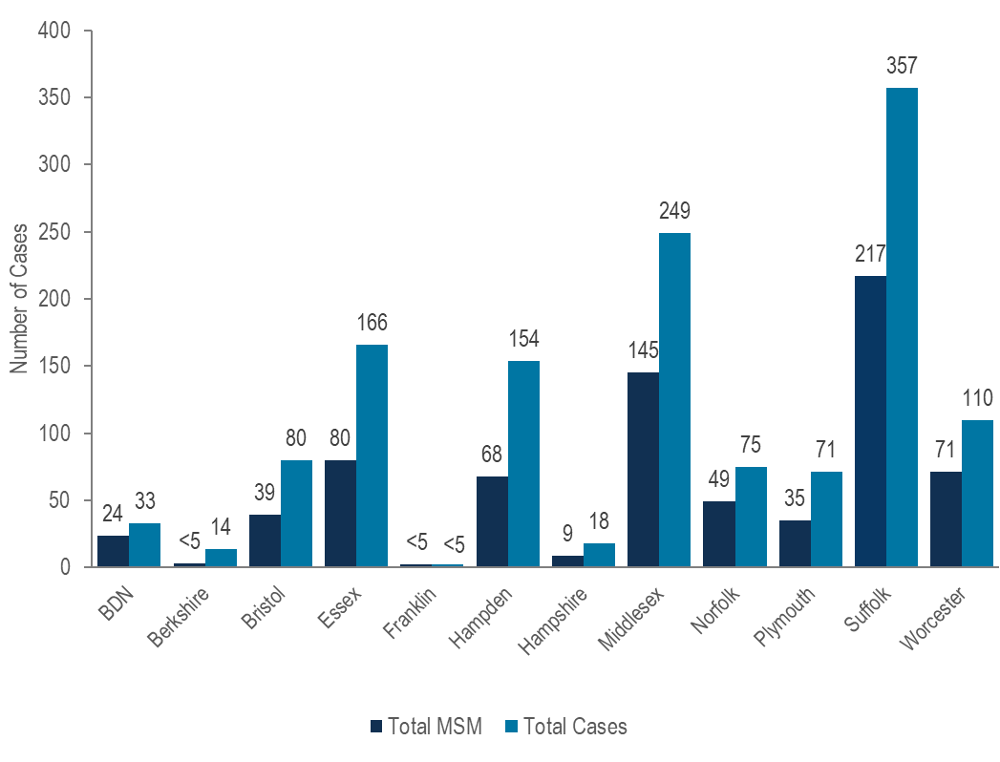 Number of Cases
400
350
300
250
200
150
100
50
0
24 33
<5 14
39 80
80 166
<5 <5
68 154
9 18
145 249
49 75
35 71
217 357
71 110
BDN
Berkshire
Bristol
Essex
Franklin
Hampden
Hampshire
Middlesex
Norfolk
Plymouth
Suffolk
Worcester
Total MSM Total Cases